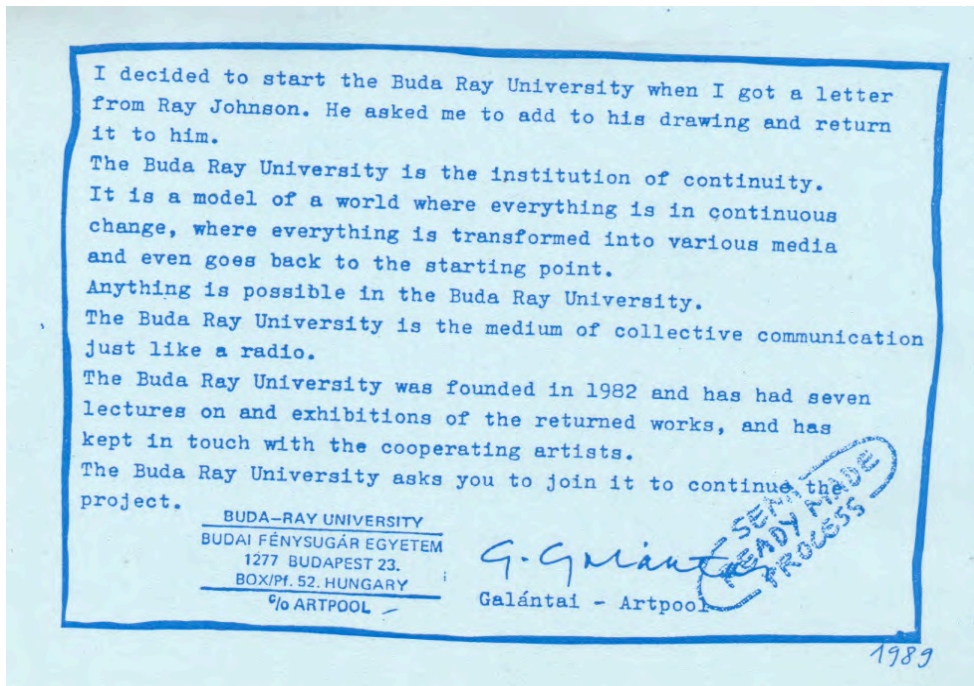 I decided to start the Buda Ray University when I got a letter
from Ray Johnson. He asked me to add to his drawing and return
it to him.
The Buda Ray University is the institution of continuity.
It is a model of a world where everything is in continuous
change, where everything is transformed into various media
and even goes back to the starting point.
Anything is possible in the Buda Ray University.
The Buda Ray University is the medium of collective communication
just like a radio.
The Buda Ray University was founded in 1982 and has had seven
lectures on and exhibitions of the returned works, and has
kept in touch with the cooperating artists.
The Buda Ray University asks you to join it to continue the
project.
BUDA-RAY UNIVERSITY
BUDAI FÉNYSUGÁR EGYETEM
1277 BUDAPEST 23.
BOX/Pf. 52. HUNGARY
c/o ARTPOOL
G. Galántai
Galántai - Artpool
SEMI
READY MADE
PROCESS
1989